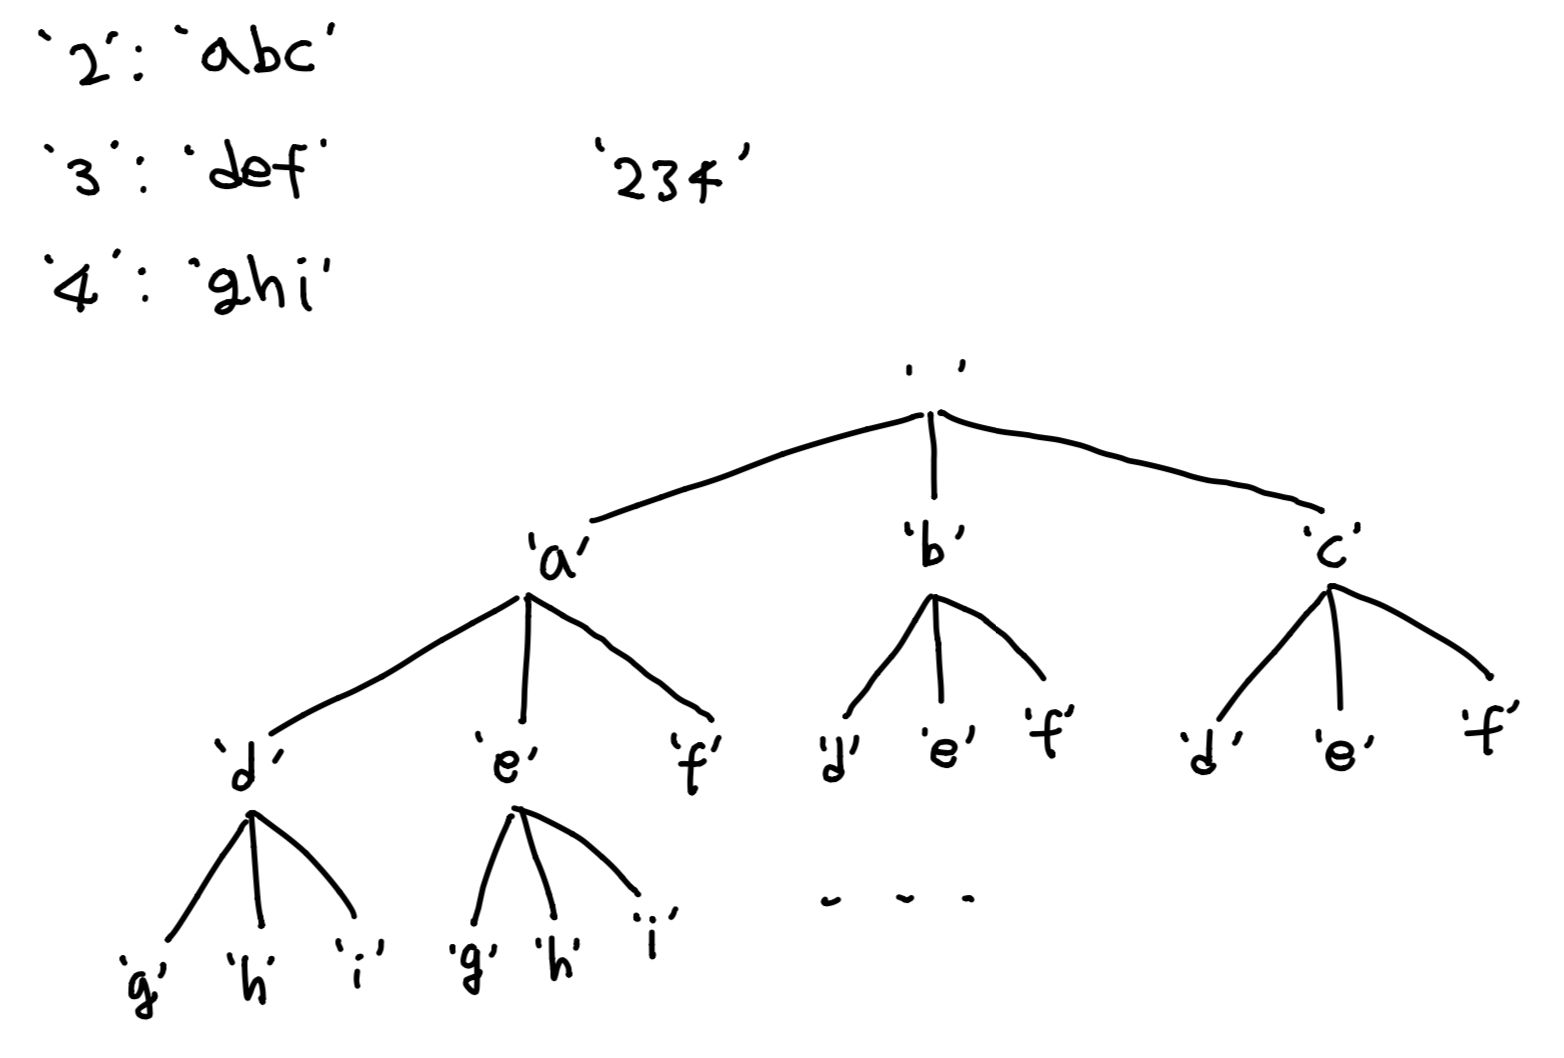 '2': 'abc'
'3': 'def'
'234'
'4': 'ghi'
' '
'a' 'b' 'c'
'd' 'e' 'f' 'd' 'e' 'f' 'd' 'e' 'f'
'g' 'h' 'i' 'g' 'h' 'i' - - -